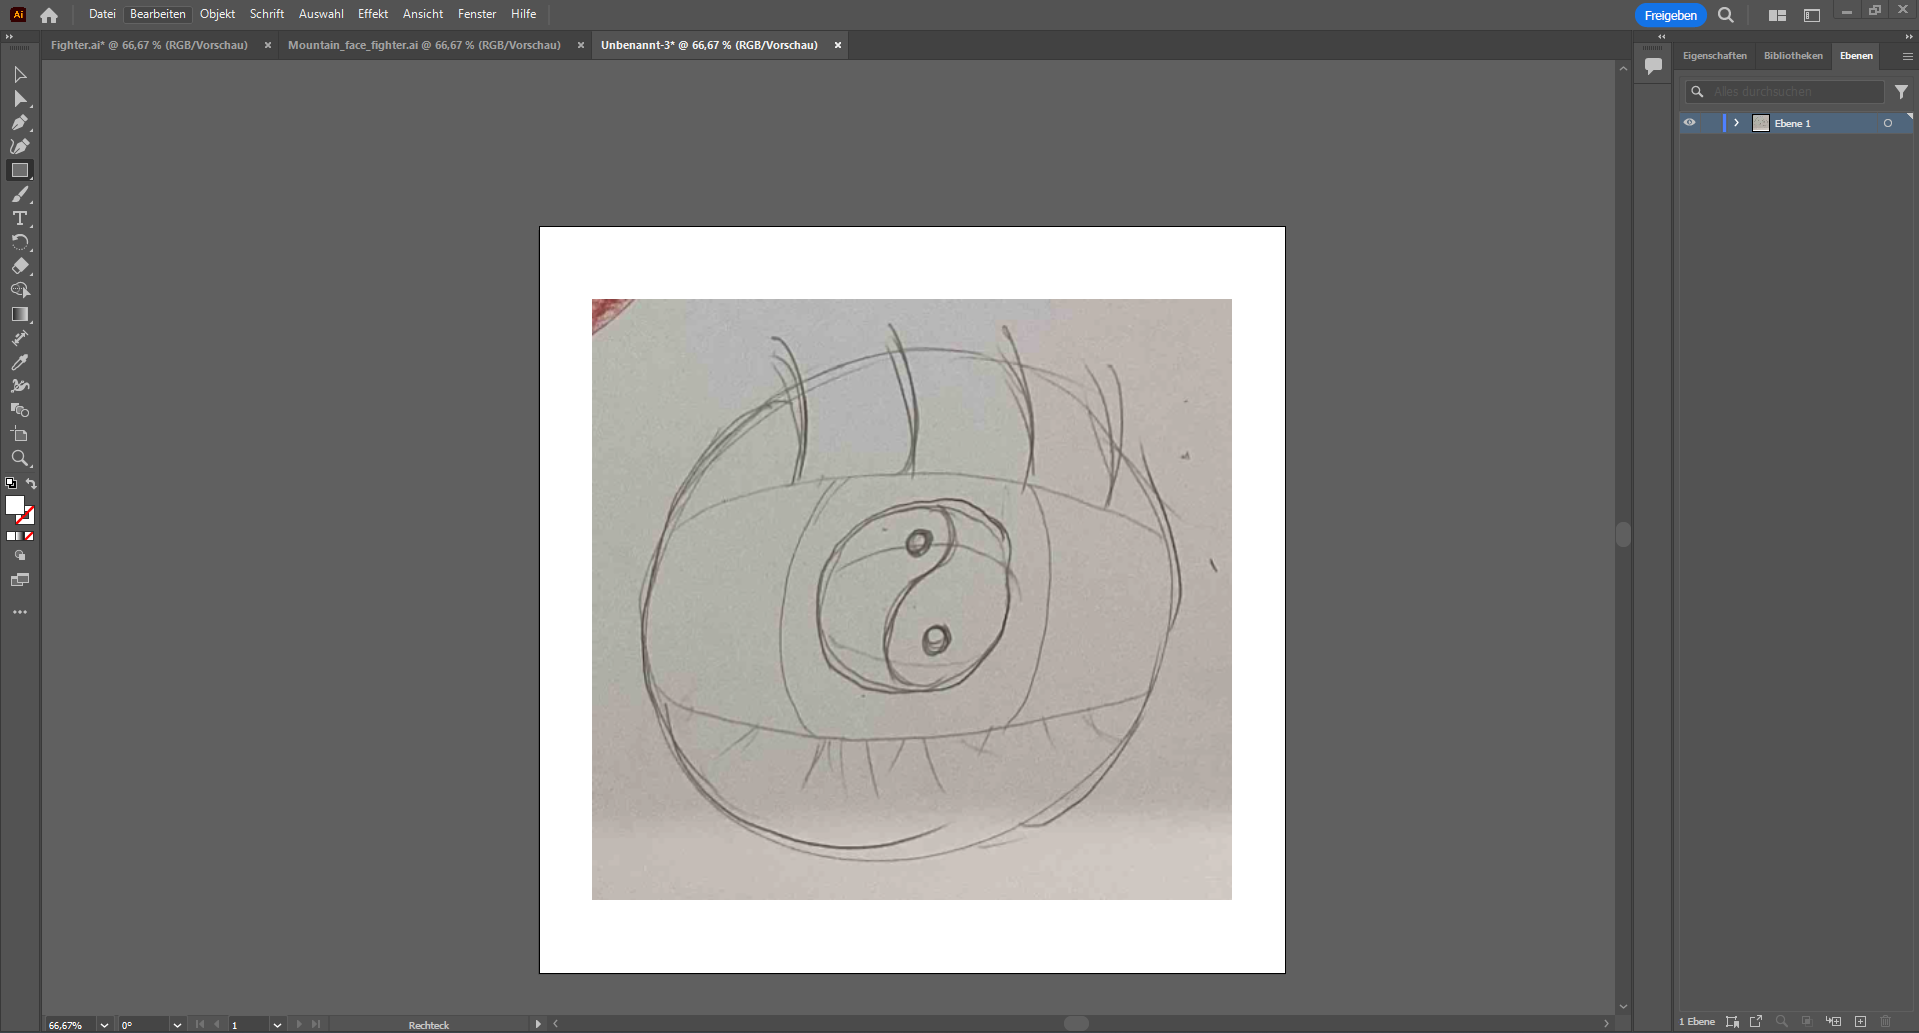 Ai Datei Bearbeiten Objekt Schrift Auswahl Effekt Ansicht Fenster Hilfe Freigeben
Fighter.ai* @ 66,67 % (RGB/Vorschau) Mountain_face_fighter.ai @ 66,67 % (RGB/Vorschau) Unbenannt-3* @ 66,67 % (RGB/Vorschau)
Eigenschaften Bibliotheken Ebenen
Alles durchsuchen
Ebene 1
66,67% 0° 1 Rechteck
1 Ebene